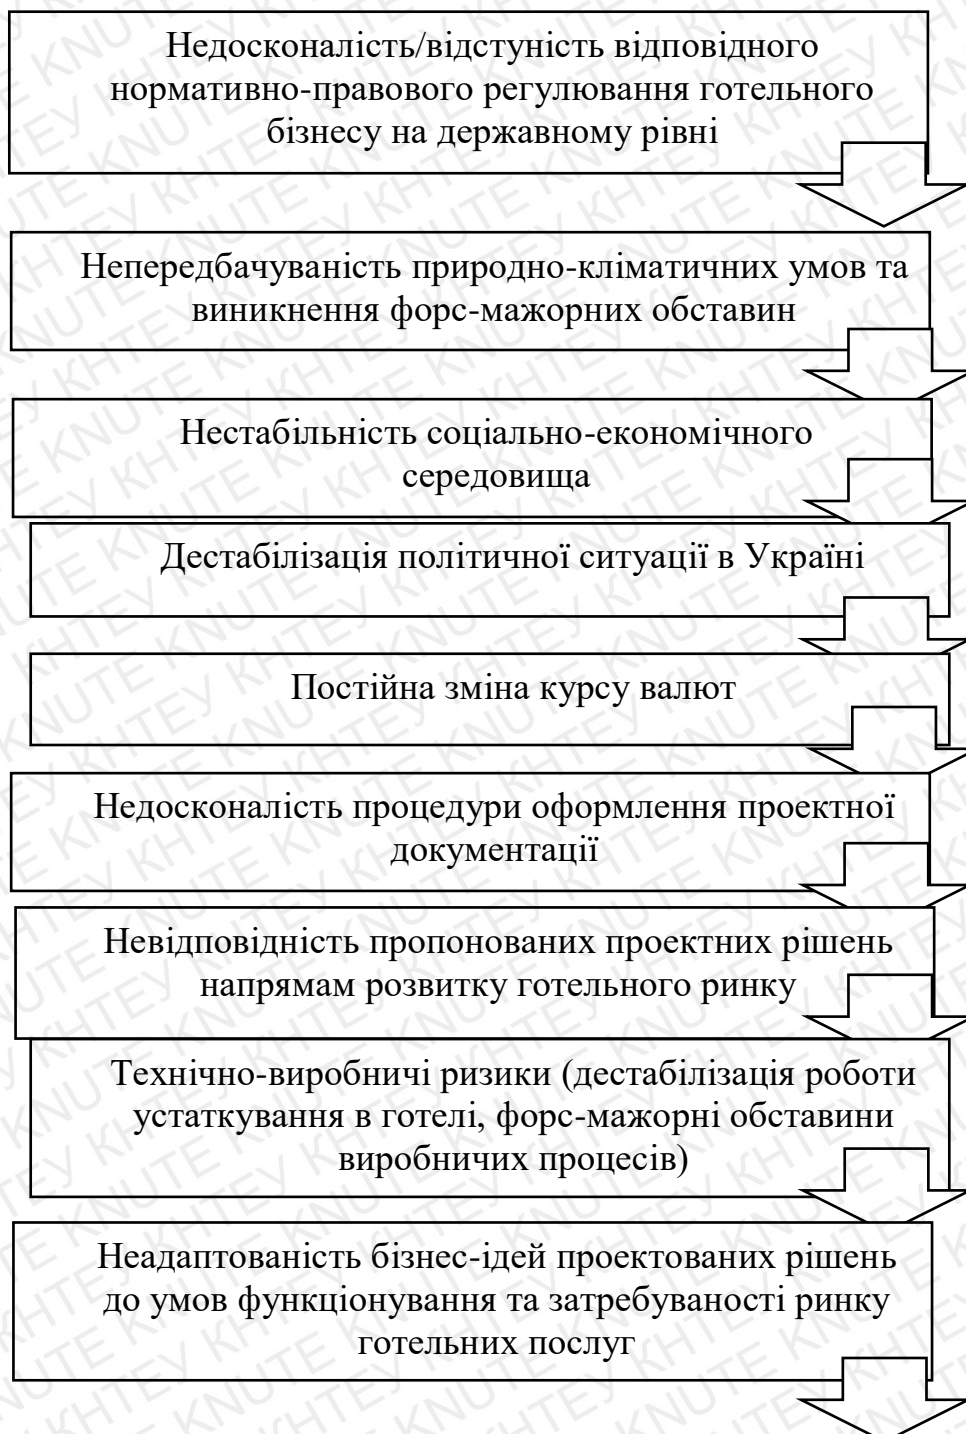 Недосконалість/відстуність відповідного
нормативно-правового регулювання готельного
бізнесу на державному рівні
Непередбачуваність природно-кліматичних умов та
виникнення форс-мажорних обставин
Нестабільність соціально-економічного
середовища
Дестабілізація політичної ситуації в Україні
Постійна зміна курсу валют
Недосконалість процедури оформлення проектної
документації
Невідповідність пропонованих проектних рішень
напрямам розвитку готельного ринку
Технічно-виробничі ризики (дестабілізація роботи
устаткування в готелі, форс-мажорні обставини
виробничих процесів)
Неадаптованість бізнес-ідей проектованих рішень
до умов функціонування та затребуваності ринку
готельних послуг